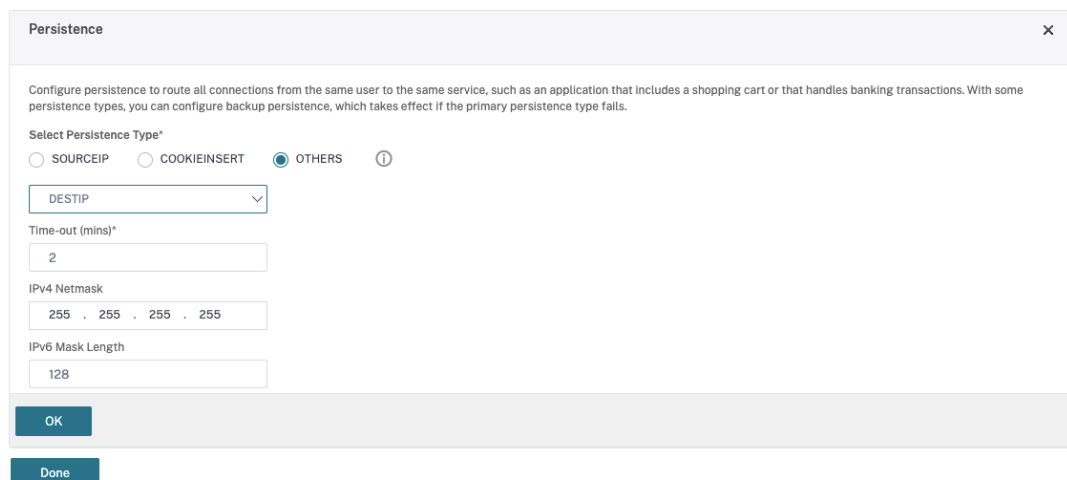 Persistence
Configure persistence to route all connections from the same user to the same service, such as an application that includes a shopping cart or that handles banking transactions. With some
persistence types, you can configure backup persistence, which takes effect if the primary persistence type fails.
Select Persistence Type*
SOURCEIP COOKIEINSERT OTHERS
DESTIP
Time-out (mins)*
2
IPv4 Netmask
255 . 255 . 255 . 255
IPv6 Mask Length
128
OK
Done